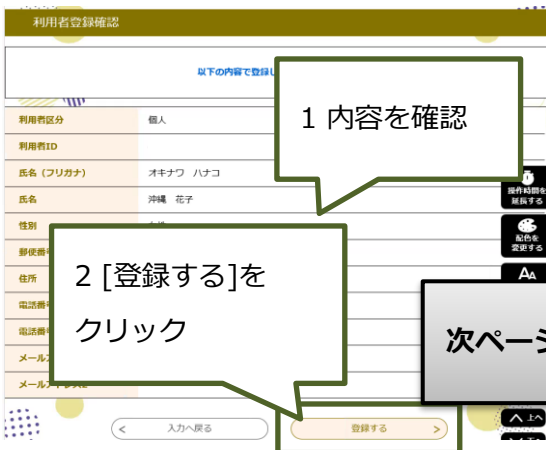 利用者登録確認
以下の内容で登録し
1 内容を確認
利用者区分 個人
利用者ID
氏名（フリガナ） オキナワ ハナコ
氏名 沖縄 花子
性別
郵便番
住所
電話番
電話番
メール
メール
2 [登録する]を
クリック
操作時間を
延長する
配色を
変更する
AA
次ページ
入力へ戻る
登録する
上へ